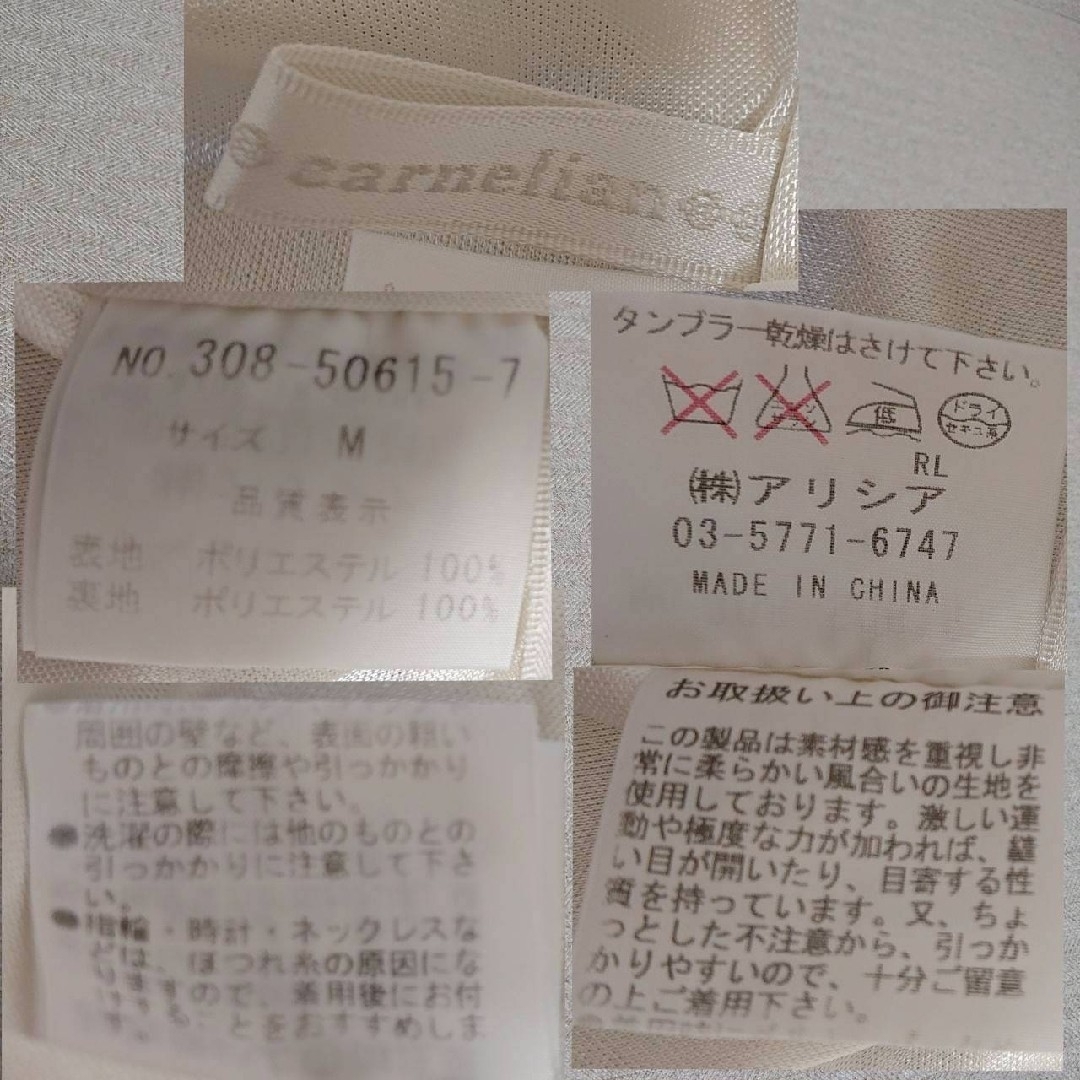 carnelian
NO. 308-50615-7
サイズ M
品質表示
表地 ポリエステル 100%
裏地 ポリエステル 100%
タンブラー乾燥はさけて下さい。
低
ドライ
セキユ系
RL
㈱アリシア
03-5771-6747
MADE IN CHINA
周囲の壁など、表面の粗い
ものとの摩擦や引っかかり
に注意して下さい。
●洗濯の際には他のものとの
引っかかりに注意して下さ
い。
●指輪・時計・ネックレスな
どは、ほつれ糸の原因にな
ので、着用後にお付
ことをおすすめしま
お取扱い上の御注意
この製品は素材感を重視し非
常に柔らかい風合いの生地を
使用しております。激しい運
動や極度な力が加われば、縫
い目が開いたり、目寄する性
質を持っています。又、ちょ
っとした不注意から、引っか
かりやすいので、十分ご留意
の上ご着用下さい。